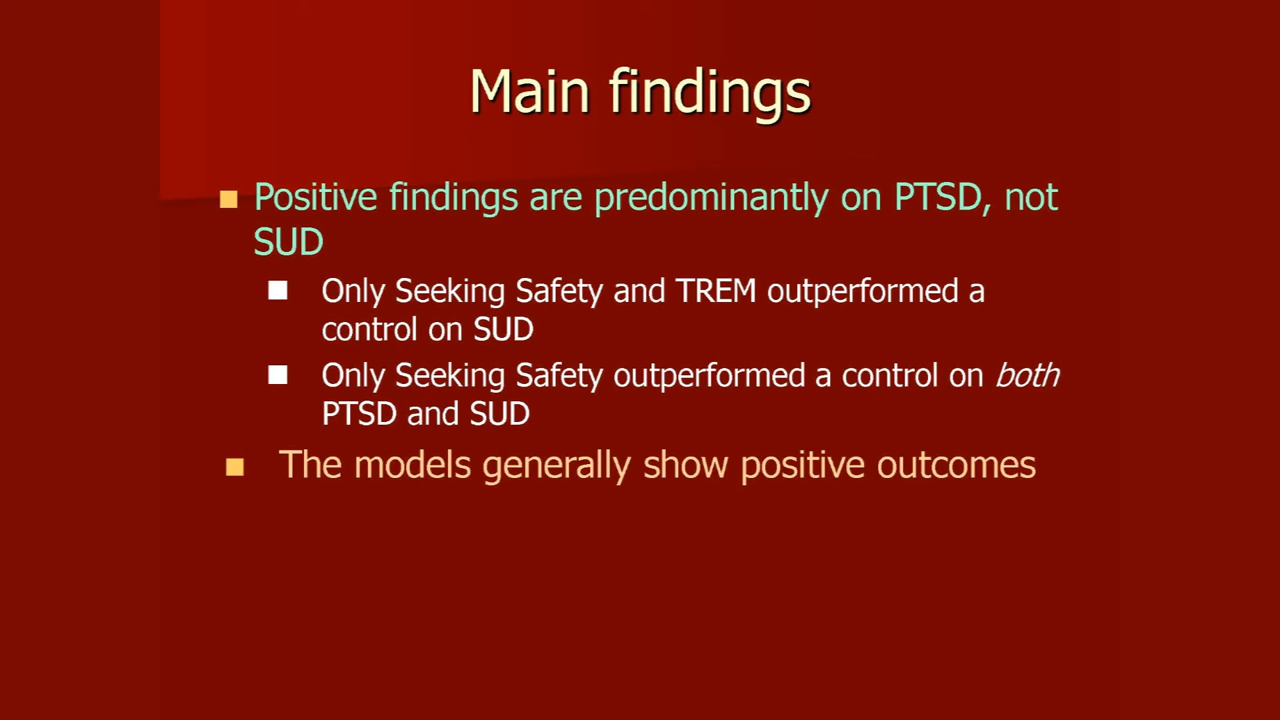 Main findings
Positive findings are predominantly on PTSD, not
SUD
Only Seeking Safety and TREM outperformed a
control on SUD
Only Seeking Safety outperformed a control on both
PTSD and SUD
The models generally show positive outcomes